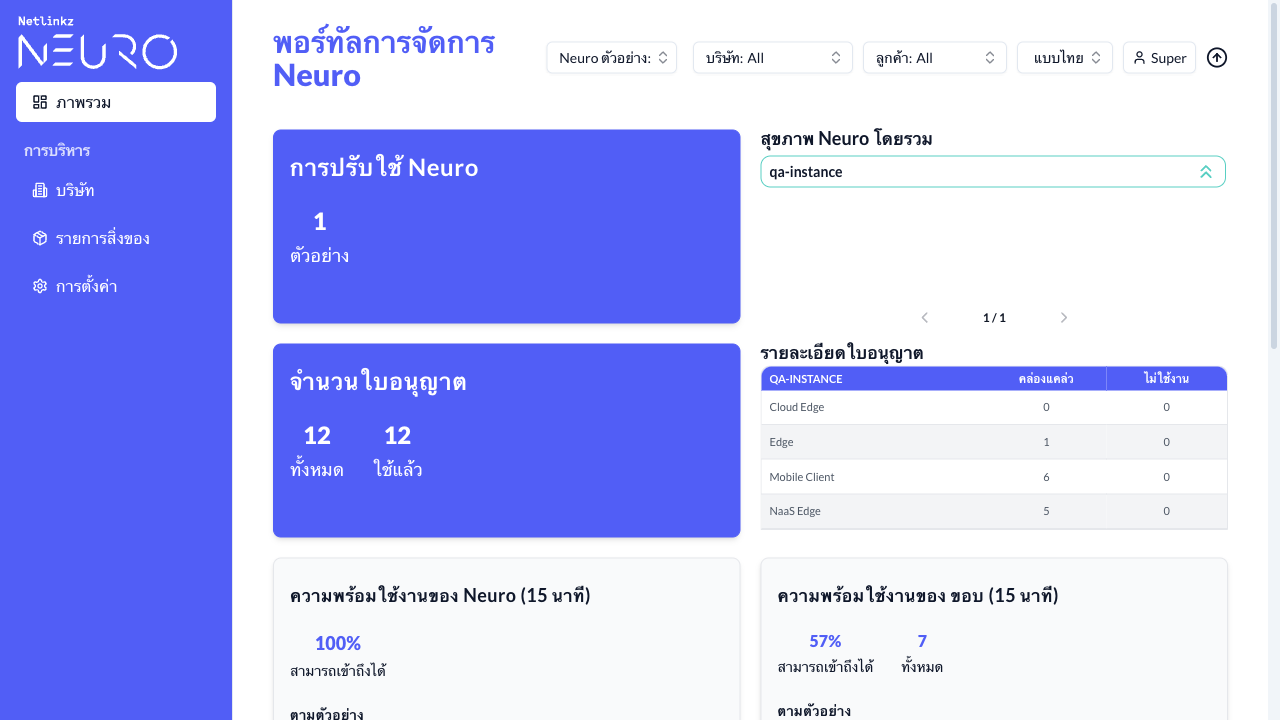 Netlinkz
NEURO
ภาพรวม
การบริหาร
บริษัท
รายการสิ่งของ
การตั้งค่า
พอร์ทัลการจัดการ
Neuro
Neuro ตัวอย่าง:
บริษัท: All
ลูกค้า: All
แบบไทย
Super
การปรับใช้ Neuro
1
ตัวอย่าง
สุขภาพ Neuro โดยรวม
qa-instance
1 / 1
จำนวนใบอนุญาต
12 12
ทั้งหมด ใช้แล้ว
รายละเอียดใบอนุญาต
QA-INSTANCE คล่องแคล่ว ไม่ใช้งาน
Cloud Edge 0 0
Edge 1 0
Mobile Client 6 0
NaaS Edge 5 0
ความพร้อมใช้งานของ Neuro (15 นาที)
100%
สามารถเข้าถึงได้
ตามตัวอย่าง
ความพร้อมใช้งานของ ขอบ (15 นาที)
57% 7
สามารถเข้าถึงได้ ทั้งหมด
ตามตัวอย่าง